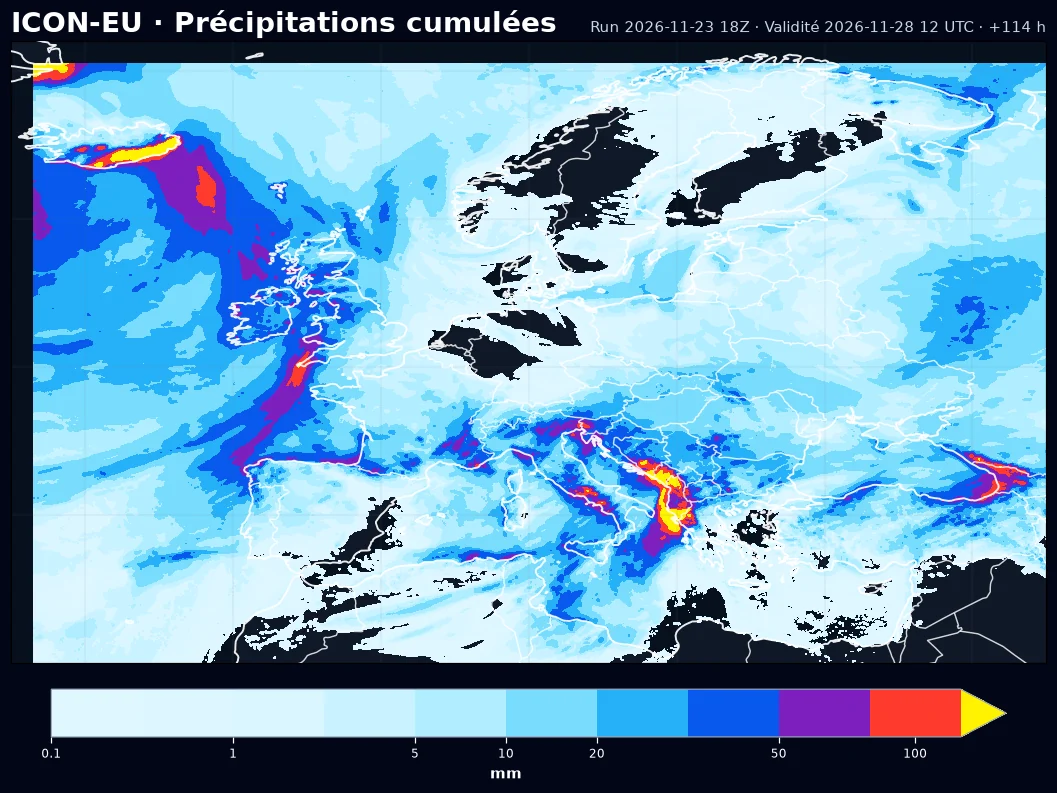 ICON-EU · Précipitations cumulées
Run 2026-11-23 18Z · Validité 2026-11-28 12 UTC · +114 h
0.1 1 5 10 20 50 100
mm